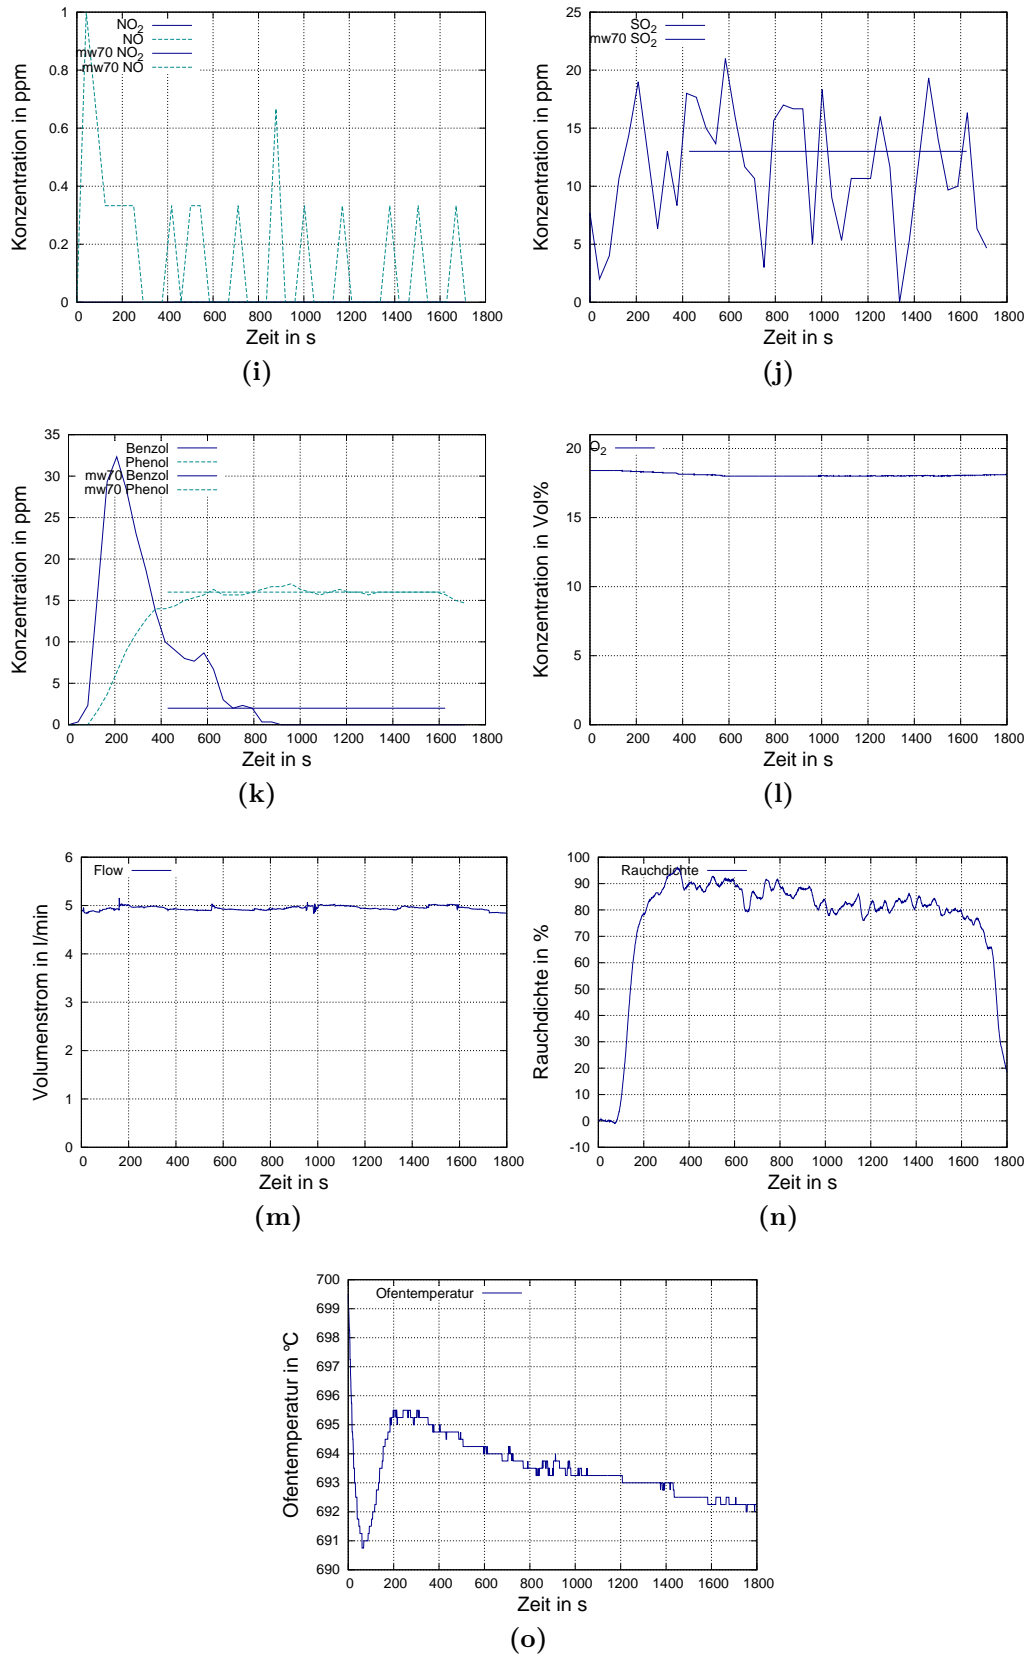 NO2
NO
mw70 NO2
mw70 NO
Konzentration in ppm
1
0.8
0.6
0.4
0.2
0
0 200 400 600 800 1000 1200 1400 1600 1800
Zeit in s
(i)
SO2
mw70 SO2
Konzentration in ppm
25
20
15
10
5
0
0 200 400 600 800 1000 1200 1400 1600 1800
Zeit in s
(j)
Benzol
Phenol
mw70 Benzol
mw70 Phenol
Konzentration in ppm
35
30
25
20
15
10
5
0
0 200 400 600 800 1000 1200 1400 1600 1800
Zeit in s
(k)
O2
Konzentration in Vol%
20
15
10
5
0
0 200 400 600 800 1000 1200 1400 1600 1800
Zeit in s
(l)
Flow
Volumenstrom in l/min
6
5
4
3
2
1
0
0 200 400 600 800 1000 1200 1400 1600 1800
Zeit in s
(m)
Rauchdichte
Rauchdichte in %
100
90
80
70
60
50
40
30
20
10
0
-10
0 200 400 600 800 1000 1200 1400 1600 1800
Zeit in s
(n)
Ofentemperatur
Ofentemperatur in °C
700
699
698
697
696
695
694
693
692
691
690
0 200 400 600 800 1000 1200 1400 1600 1800
Zeit in s
(o)